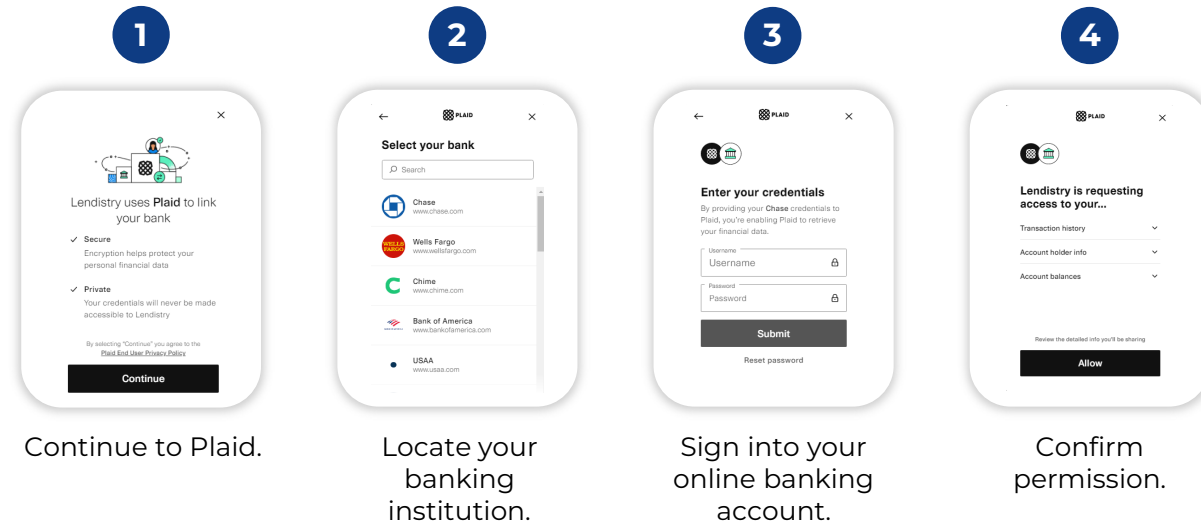 1
2
3
4
Lendistry uses Plaid to link
your bank
Secure
Encryption helps protect your
personal financial data
Private
Your credentials will never be made
accessible to Lendistry
By selecting "Continue" you agree to the
Plaid End User Privacy Policy
Continue
PLAID
Select your bank
Search
Chase
www.chase.com
WELLS
FARGO
Wells Fargo
www.wellsfargo.com
Chime
www.chime.com
Bank of America
www.bankofamerica.com
USAA
www.usaa.com
PLAID
Enter your credentials
By providing your Chase credentials to
Plaid, you're enabling Plaid to retrieve
your financial data.
Username
Username
Password
Password
Submit
Reset password
PLAID
Lendistry is requesting
access to your...
Transaction history
Account holder info
Account balances
Review the detailed info you'll be sharing
Allow
Continue to Plaid.
Locate your
banking
institution.
Sign into your
online banking
account.
Confirm
permission.